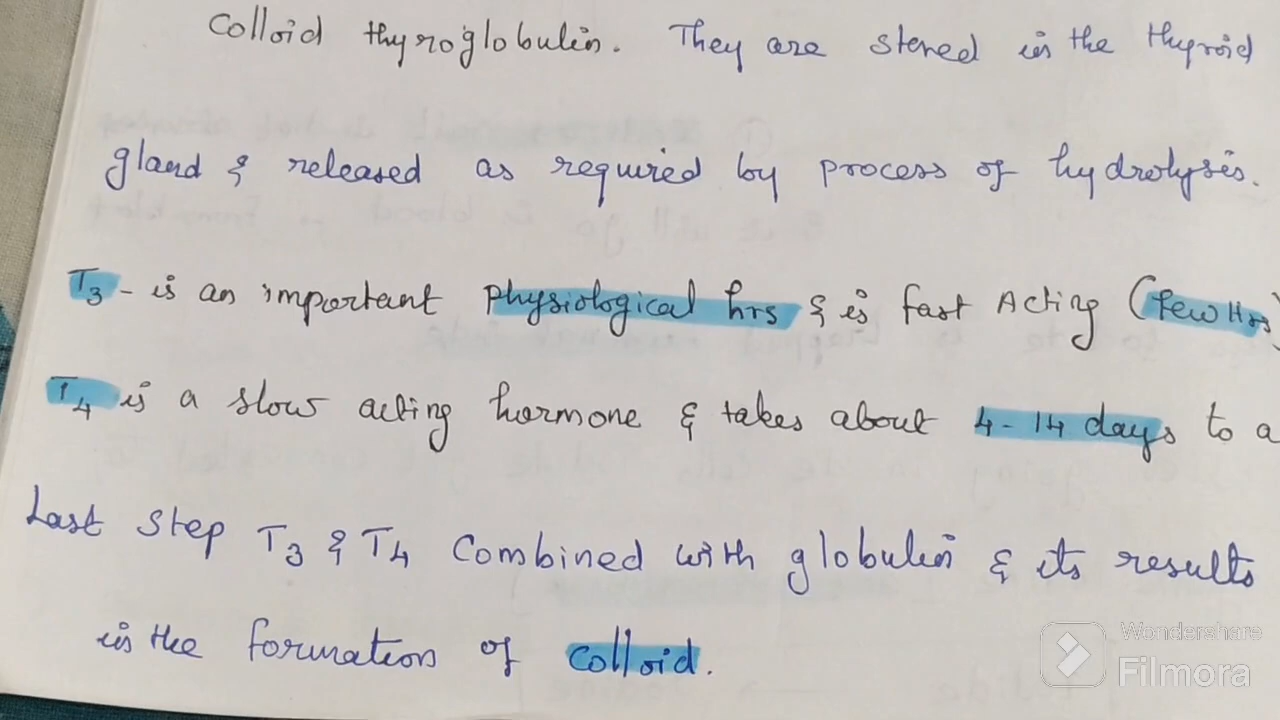 Colloid thyroglobulin. They are stored in the thyroid
gland & released as required by process of hydrolysis.
T3 - is an important physiological hrs & is fast Acting (few Hrs)
T4 is a slow acting hormone & takes about 4-14 days to a
Last step T3 & T4 Combined with globulin & its results
in the formation of colloid.
Wondershare
Filmora